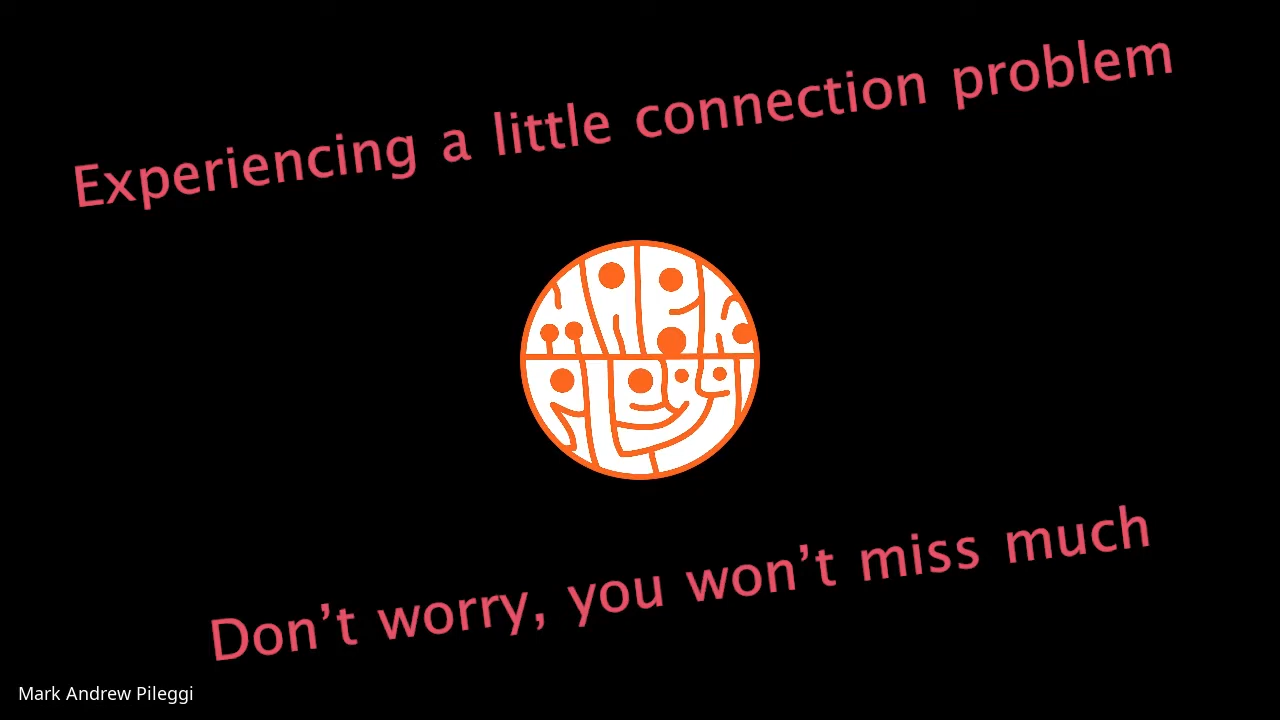 Experiencing a little connection problem
Don’t worry, you won’t miss much
Mark Andrew Pileggi